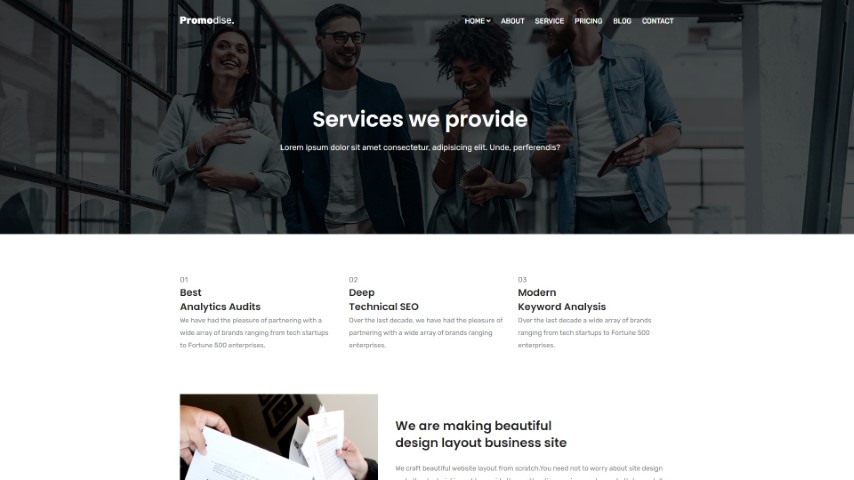 Promodise.
HOME ABOUT SERVICE PRICING BLOG CONTACT
Services we provide
Lorem ipsum dolor sit amet consectetur, adipisicing elit. Unde, perferendis?
01
Best
Analytics Audits
We have had the pleasure of partnering with a
wide array of brands ranging from tech startups
to Fortune 500 enterprises.
02
Deep
Technical SEO
Over the last decade, we have had the pleasure of
partnering with a wide array of brands ranging
enterprises.
03
Modern
Keyword Analysis
Over the last decade a wide array of brands
ranging from tech startups to Fortune 500
enterprises.
We are making beautiful
design layout business site
We craft beautiful website layout from scratch.You need not to worry about site design